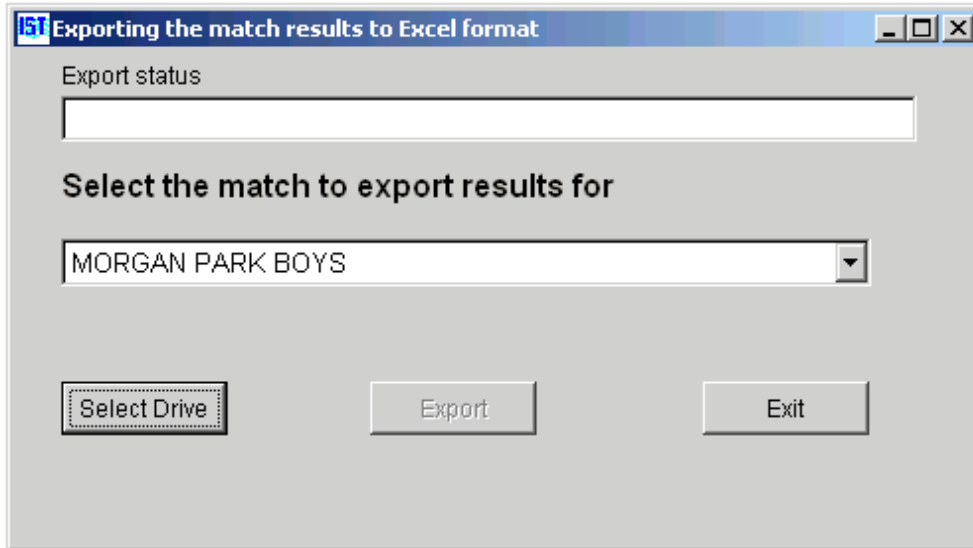 IST Exporting the match results to Excel format
Export status
Select the match to export results for
MORGAN PARK BOYS
Select Drive Export Exit